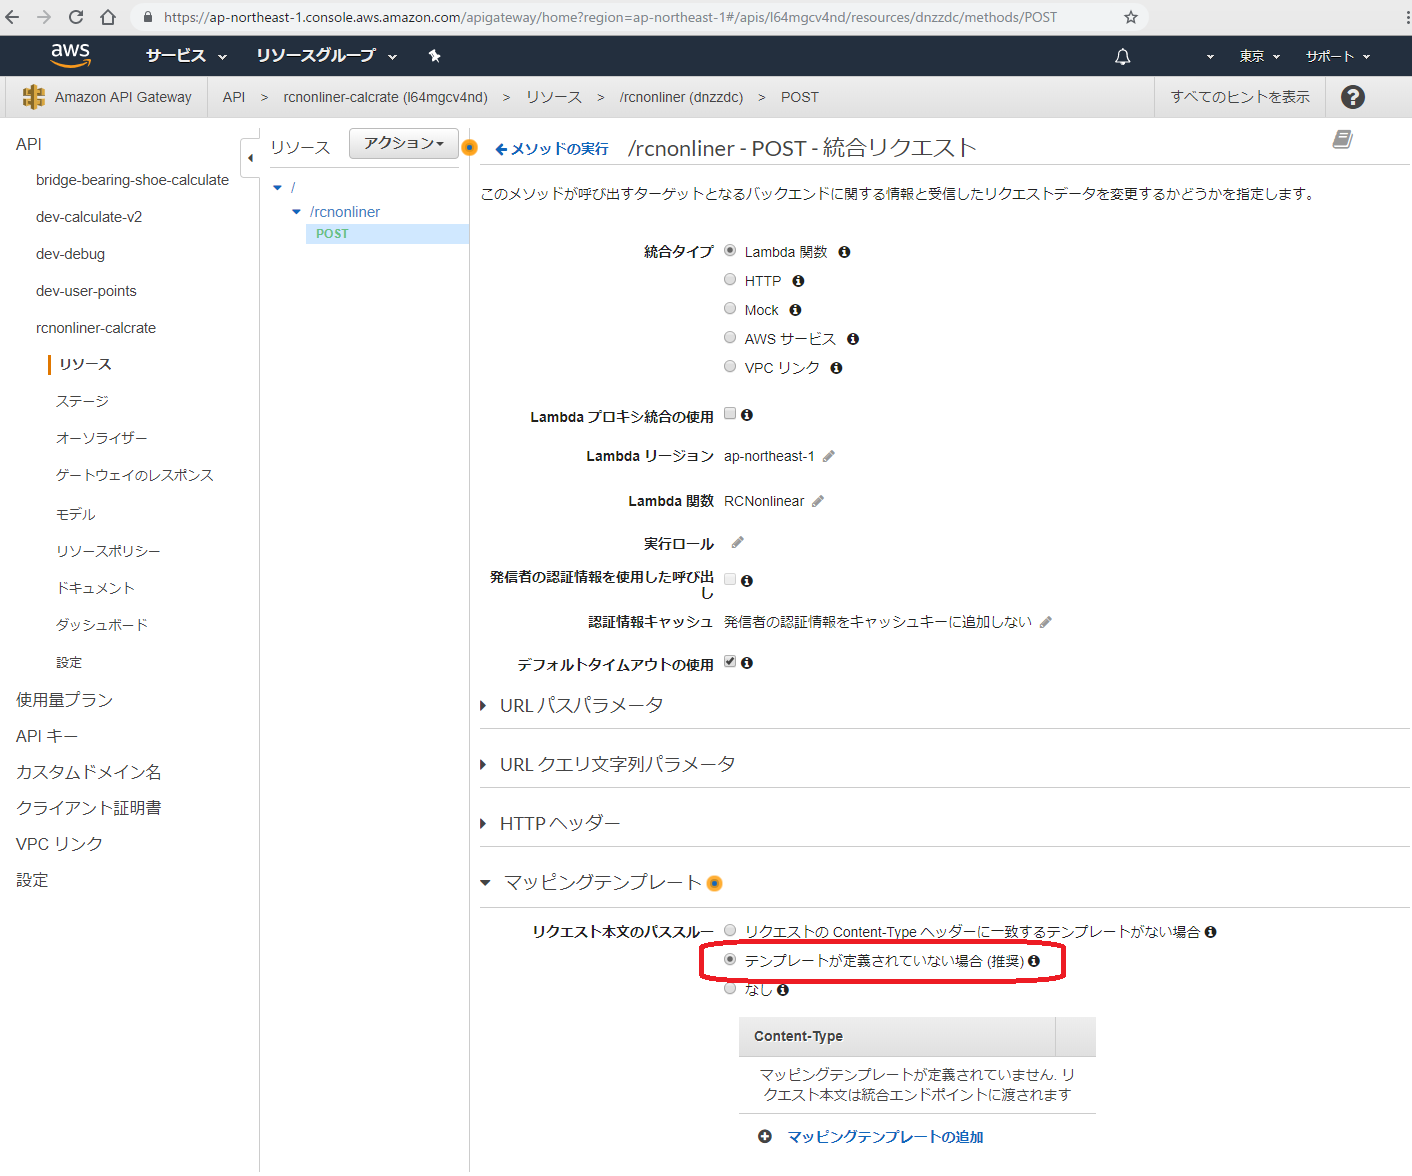 https://ap-northeast-1.console.aws.amazon.com/apigateway/home?region=ap-northeast-1#/apis/l64mgcv4nd/resources/dnzzdc/methods/POST
aws サービス リソースグループ 東京 サポート
Amazon API Gateway API > rcnonliner-calcrate (l64mgcv4nd) > リソース > /rcnonliner (dnzzdc) > POST すべてのヒントを表示
API
bridge-bearing-shoe-calculate
dev-calculate-v2
dev-debug
dev-user-points
rcnonliner-calcrate
リソース
ステージ
オーソライザー
ゲートウェイのレスポンス
モデル
リソースポリシー
ドキュメント
ダッシュボード
設定
使用量プラン
API キー
カスタムドメイン名
クライアント証明書
VPC リンク
設定
リソース アクション
/
/rcnonliner
POST
メソッドの実行 /rcnonliner - POST - 統合リクエスト
このメソッドが呼び出すターゲットとなるバックエンドに関する情報と受信したリクエストデータを変更するかどうかを指定します。
統合タイプ Lambda 関数
HTTP
Mock
AWS サービス
VPC リンク
Lambda プロキシ統合の使用
Lambda リージョン ap-northeast-1
Lambda 関数 RCNonlinear
実行ロール
発信者の認証情報を使用した呼び出
し
認証情報キャッシュ 発信者の認証情報をキャッシュキーに追加しない
デフォルトタイムアウトの使用
URL パスパラメータ
URL クエリ文字列パラメータ
HTTP ヘッダー
マッピングテンプレート
リクエスト本文のパススルー リクエストの Content-Type ヘッダーに一致するテンプレートがない場合
テンプレートが定義されていない場合 (推奨)
なし
Content-Type
マッピングテンプレートが定義されていません. リ
クエスト本文は統合エンドポイントに渡されます
マッピングテンプレートの追加